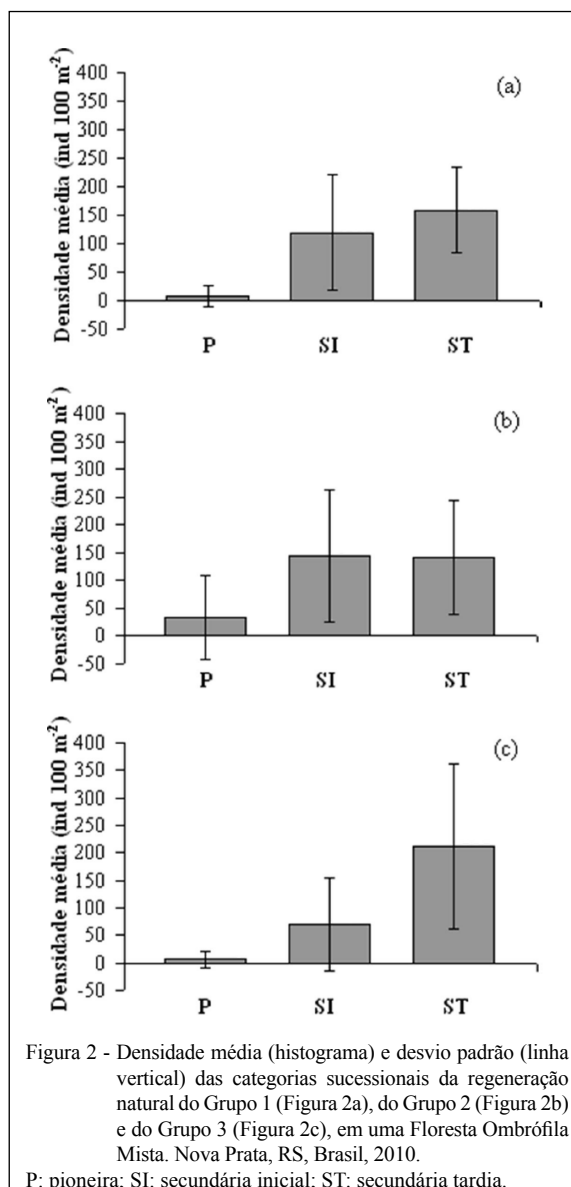 Densidade média (ind 100 m⁻²)
400
350
300
250
200
150
100
50
0
-50
(a)
P SI ST
Densidade média (ind 100 m⁻²)
400
350
300
250
200
150
100
50
0
-50
(b)
P SI ST
Densidade média (ind 100 m⁻²)
400
350
300
250
200
150
100
50
0
-50
(c)
P SI ST
Figura 2 - Densidade média (histograma) e desvio padrão (linha
vertical) das categorias sucessionais da regeneração
natural do Grupo 1 (Figura 2a), do Grupo 2 (Figura 2b)
e do Grupo 3 (Figura 2c), em uma Floresta Ombrófila
Mista. Nova Prata, RS, Brasil, 2010.
P: pioneira; SI: secundária inicial; ST: secundária tardia.